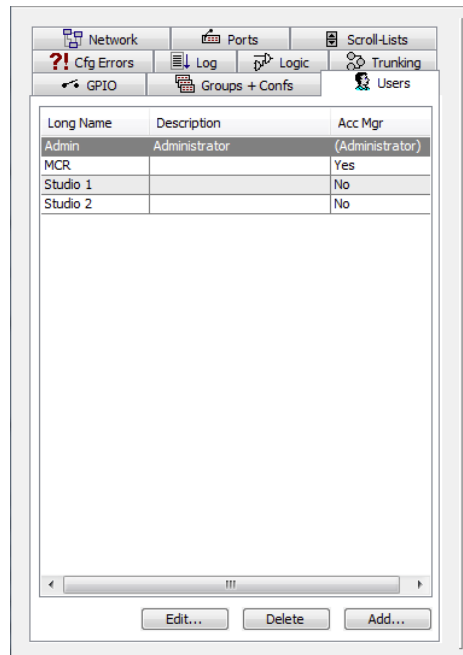 Network Ports Scroll-Lists
?! Cfg Errors Log Logic Trunking
GPIO Groups + Confs Users
Long Name Description Acc Mgr
Admin Administrator (Administrator)
MCR Yes
Studio 1 No
Studio 2 No
Edit... Delete Add...